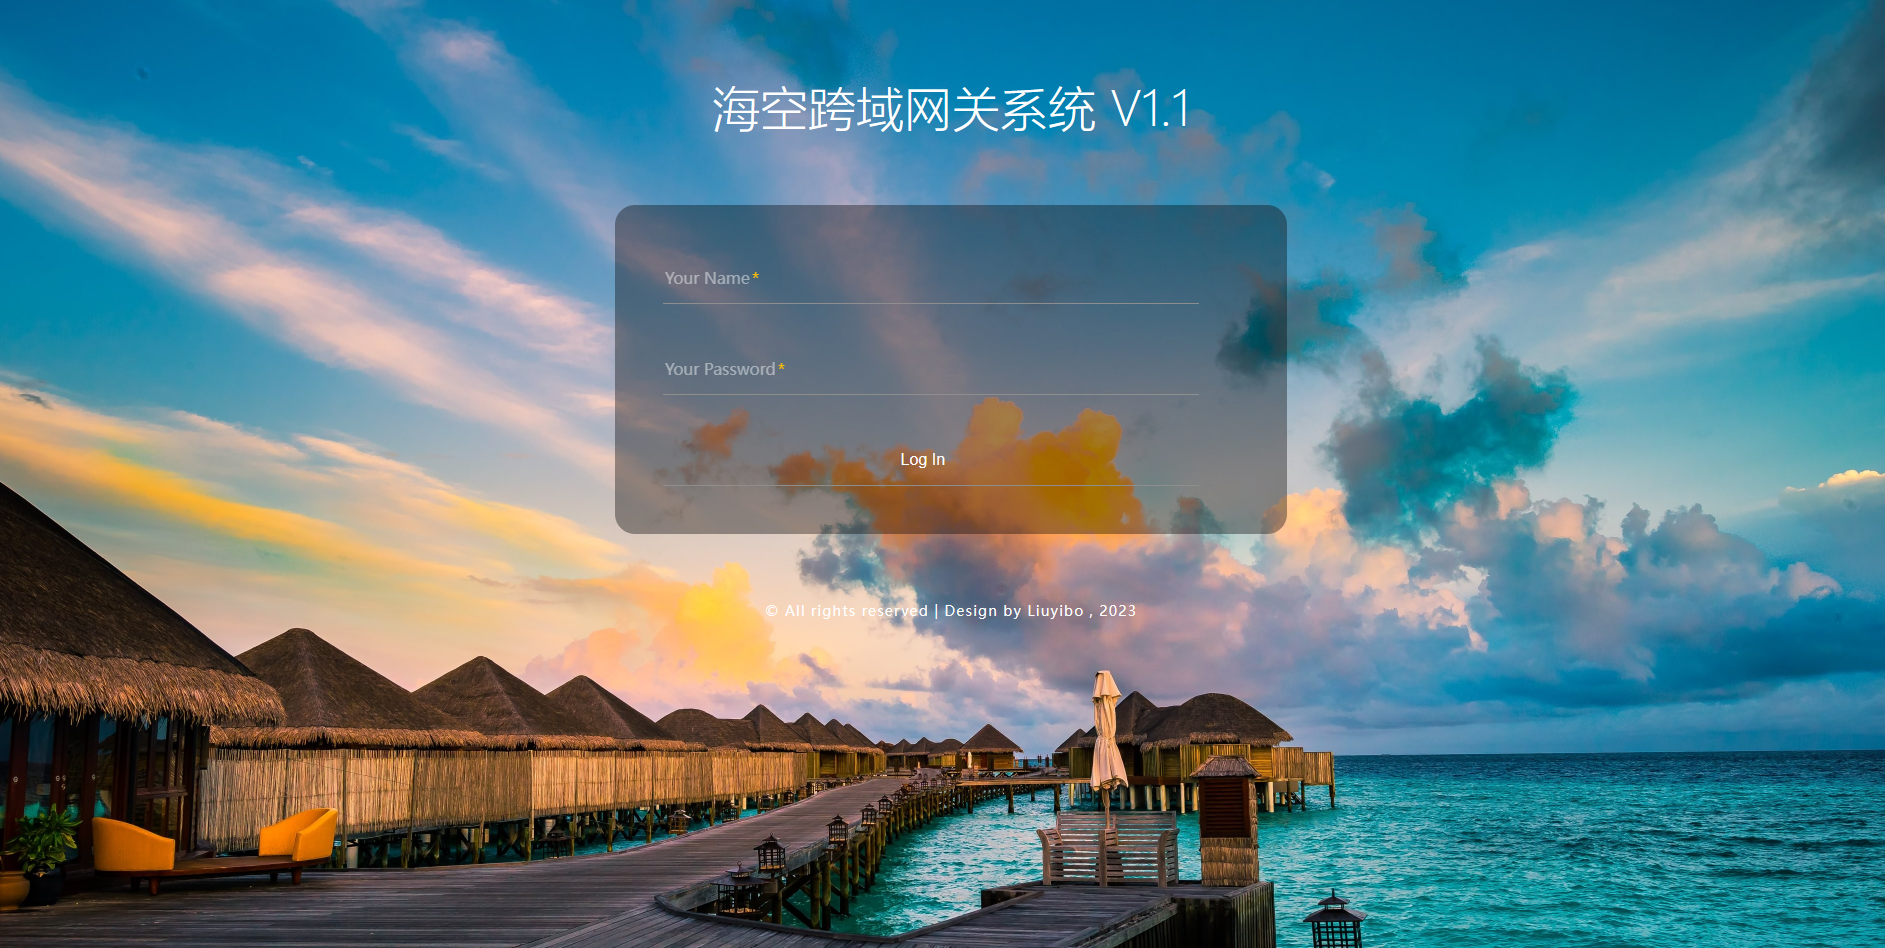 海空跨域网关系统 V1.1
Your Name*
Your Password*
Log In
© All rights reserved | Design by Liuyibo , 2023